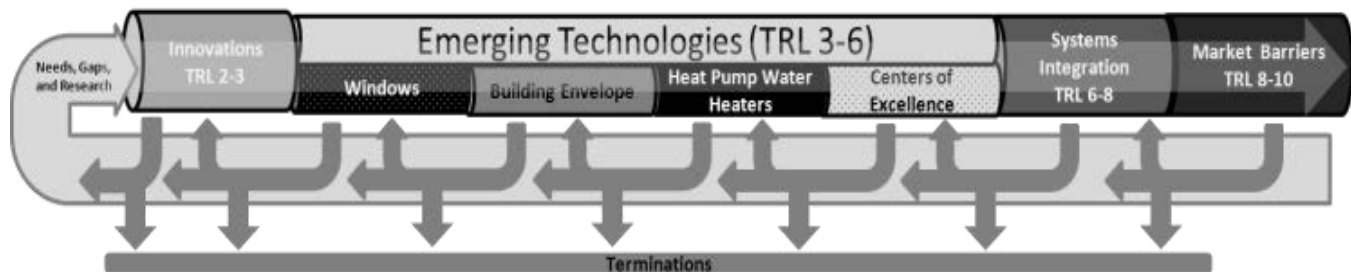 Needs, Gaps,
and Research
Innovations
TRL 2-3
Emerging Technologies (TRL 3-6)
Windows
Building Envelope
Heat Pump Water
Heaters
Centers of
Excellence
Systems
Integration
TRL 6-8
Market Barriers
TRL 8-10
Terminations